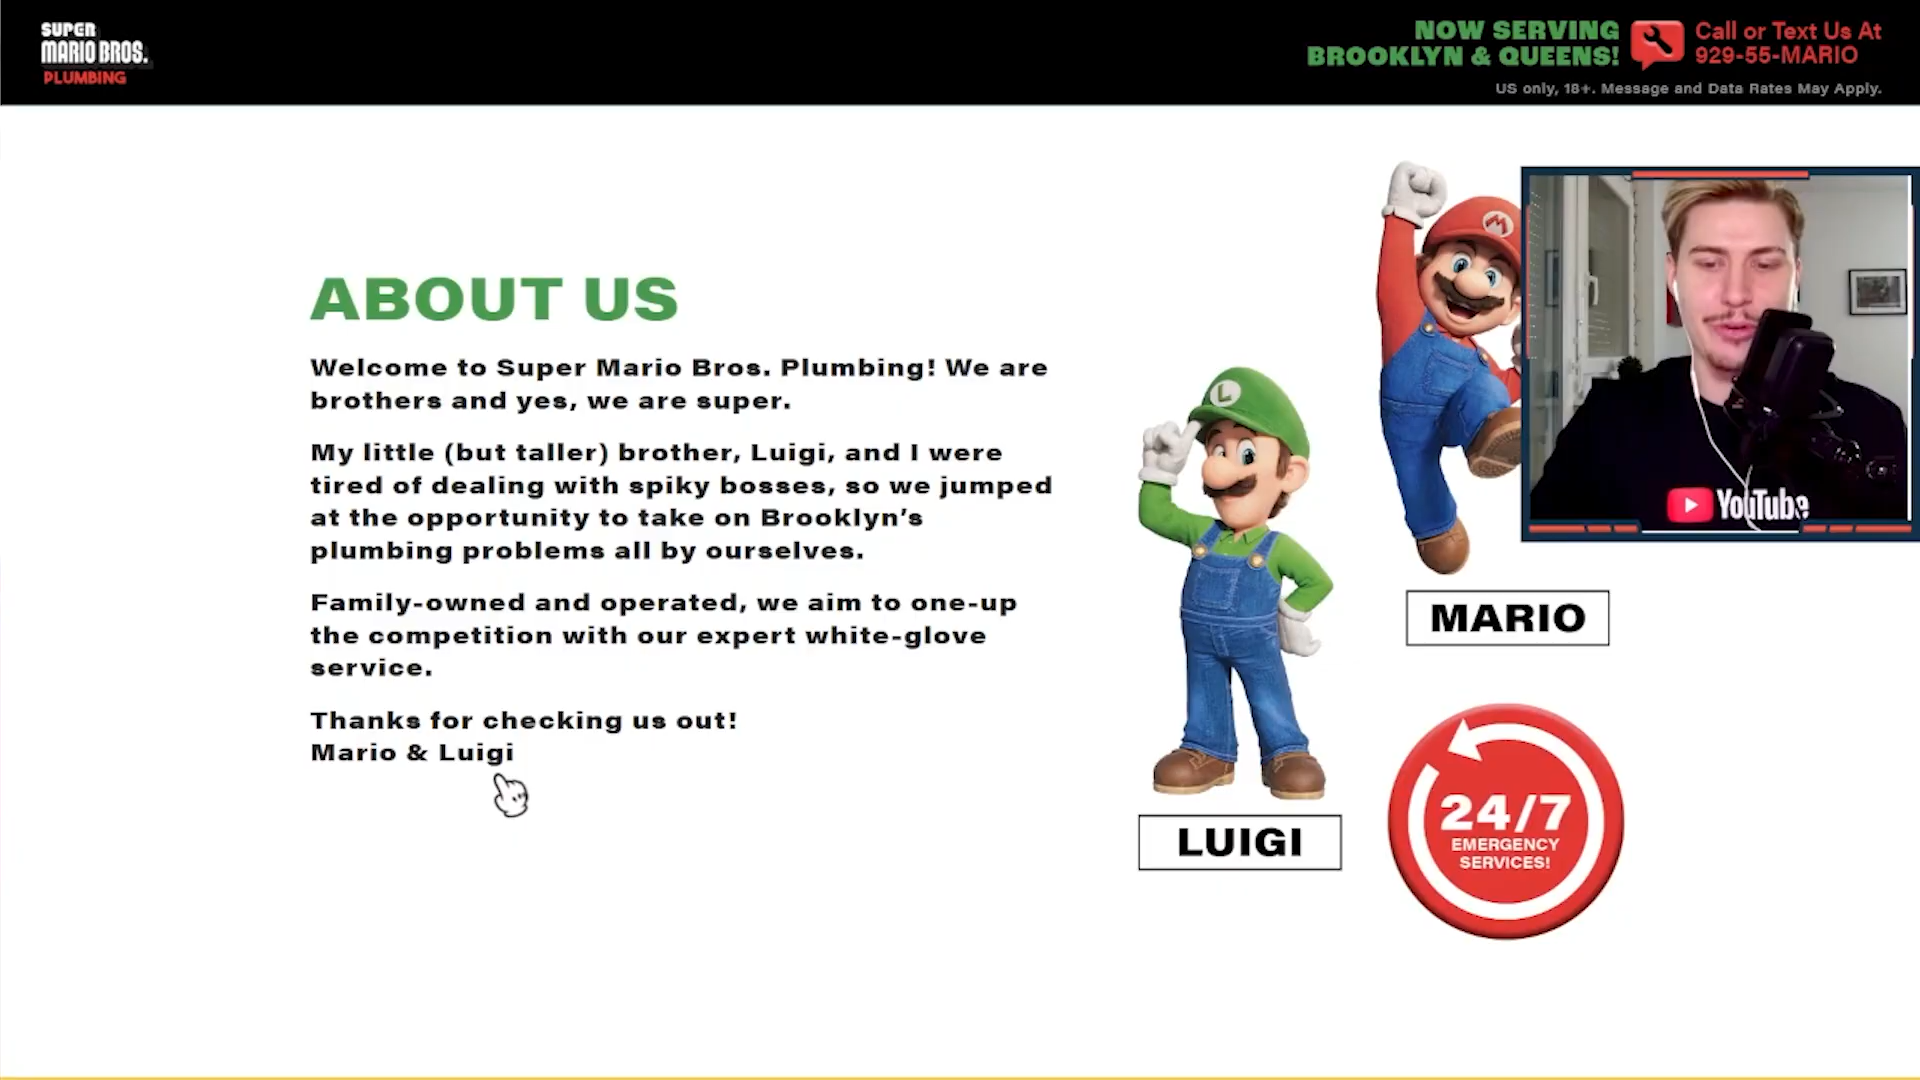 SUPER
MARIO BROS.
PLUMBING
NOW SERVING
BROOKLYN & QUEENS!
Call or Text Us At
929-55-MARIO
US only, 18+. Message and Data Rates May Apply.
ABOUT US
Welcome to Super Mario Bros. Plumbing! We are
brothers and yes, we are super.
My little (but taller) brother, Luigi, and I were
tired of dealing with spiky bosses, so we jumped
at the opportunity to take on Brooklyn’s
plumbing problems all by ourselves.
Family-owned and operated, we aim to one-up
the competition with our expert white-glove
service.
Thanks for checking us out!
Mario & Luigi
L
M
YouTube
MARIO
LUIGI
24/7
EMERGENCY
SERVICES!